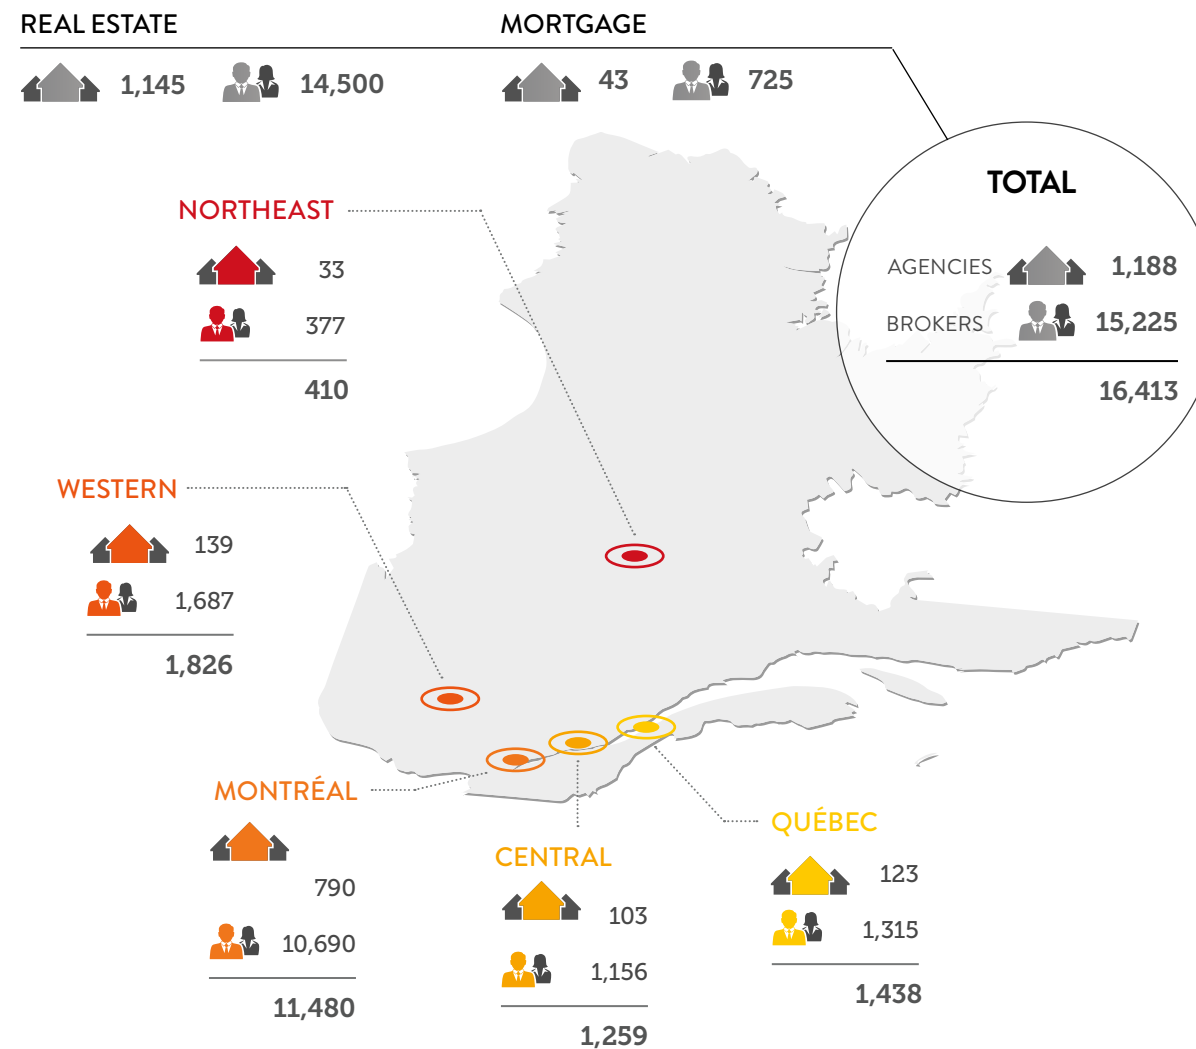 REAL ESTATE
1,145 14,500
MORTGAGE
43 725
TOTAL
AGENCIES 1,188
BROKERS 15,225
16,413
NORTHEAST
33
377
410
WESTERN
139
1,687
1,826
MONTRÉAL
790
10,690
11,480
CENTRAL
103
1,156
1,259
QUÉBEC
123
1,315
1,438